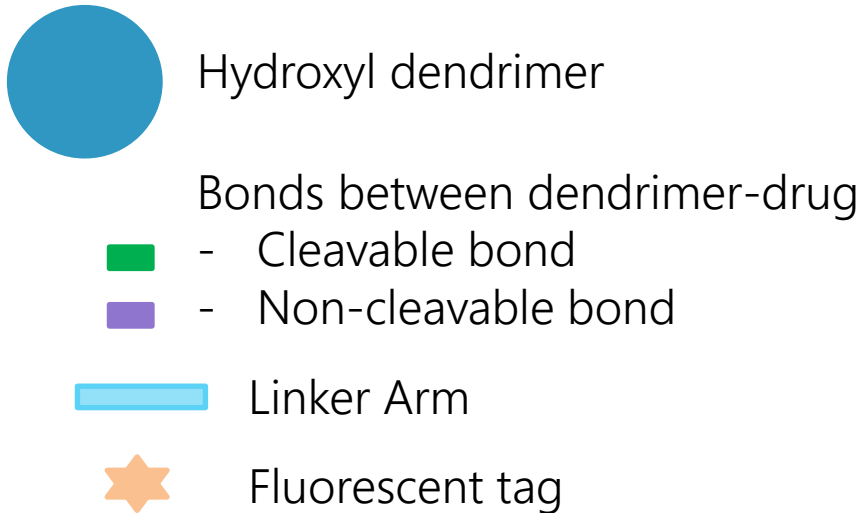 Hydroxyl dendrimer
Bonds between dendrimer-drug
- Cleavable bond
- Non-cleavable bond
Linker Arm
Fluorescent tag